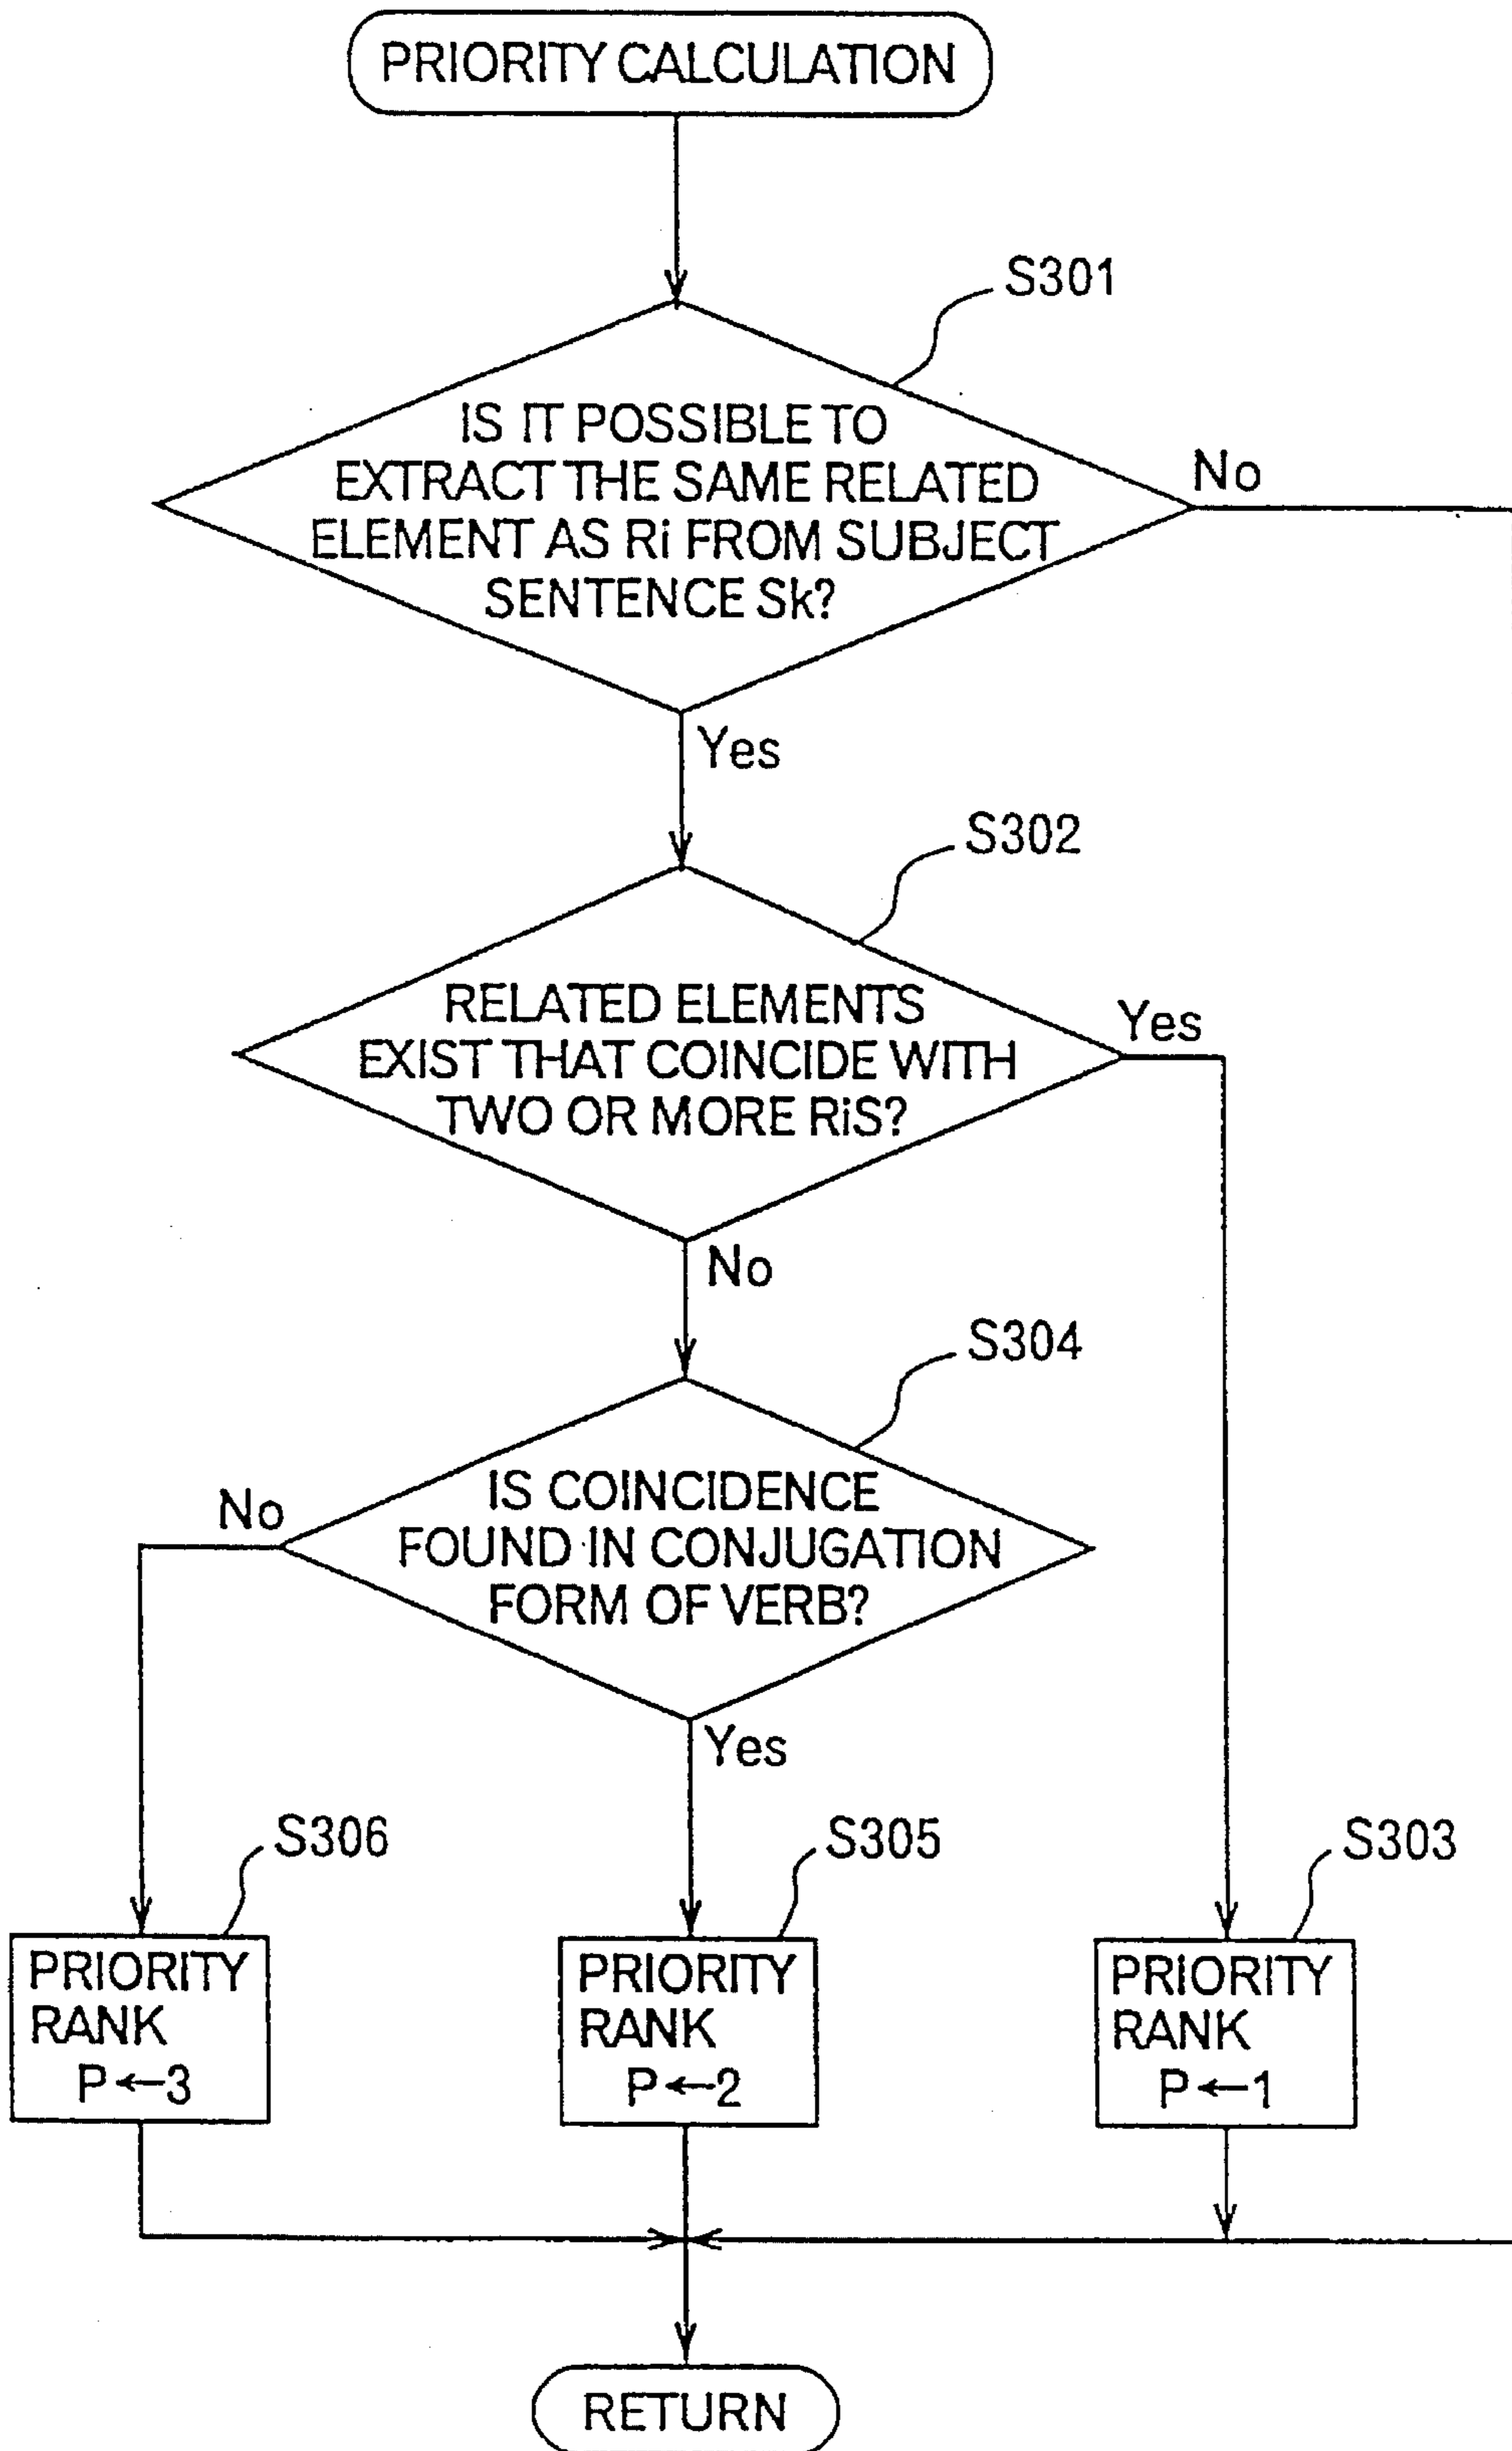 PRIORITY CALCULATION
S301
IS IT POSSIBLE TO
EXTRACT THE SAME RELATED
ELEMENT AS Ri FROM SUBJECT
SENTENCE Sk?
No
Yes
S302
RELATED ELEMENTS
EXIST THAT COINCIDE WITH
TWO OR MORE RiS?
Yes
No
S304
IS COINCIDENCE
FOUND IN CONJUGATION
FORM OF VERB?
No
Yes
S306
PRIORITY
RANK
P←3
S305
PRIORITY
RANK
P←2
S303
PRIORITY
RANK
P←1
RETURN